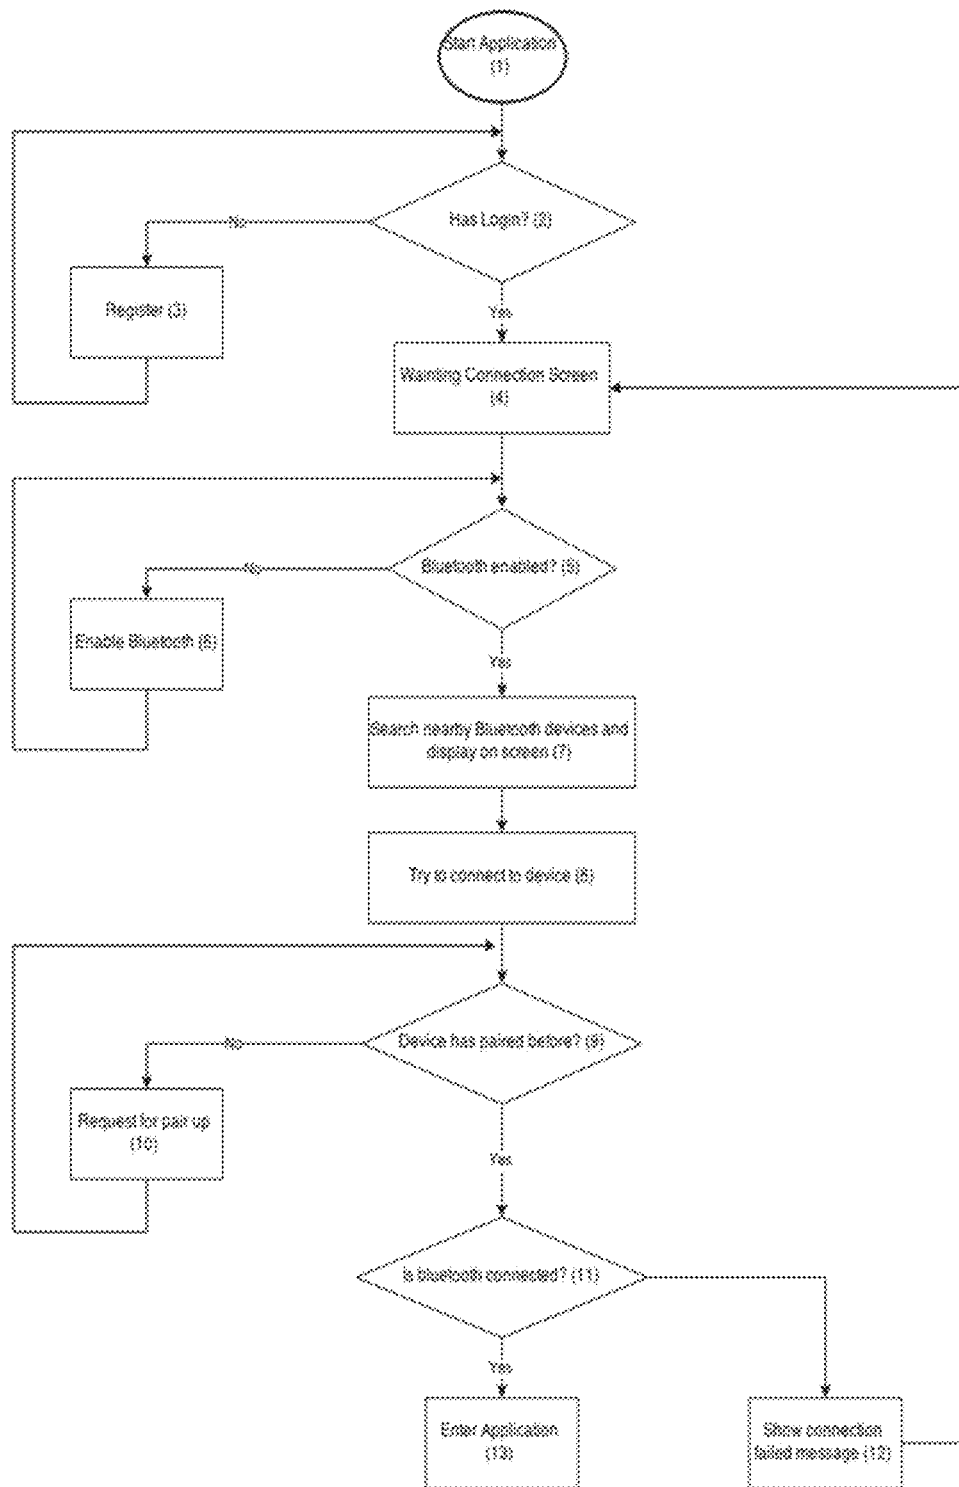 Start Application
(1)
Has Login? (2)
No
Register (3)
Yes
Wainting Connection Screen
(4)
Bluetooth enabled? (5)
No
Enable Bluetooth (6)
Yes
Search nearby Bluetooth devices and
display on screen (7)
Try to connect to device (8)
Device has paired before? (9)
No
Request for pair up
(10)
Yes
Is bluetooth connected? (11)
Yes
Enter Application
(13)
Show connection
failed message (12)